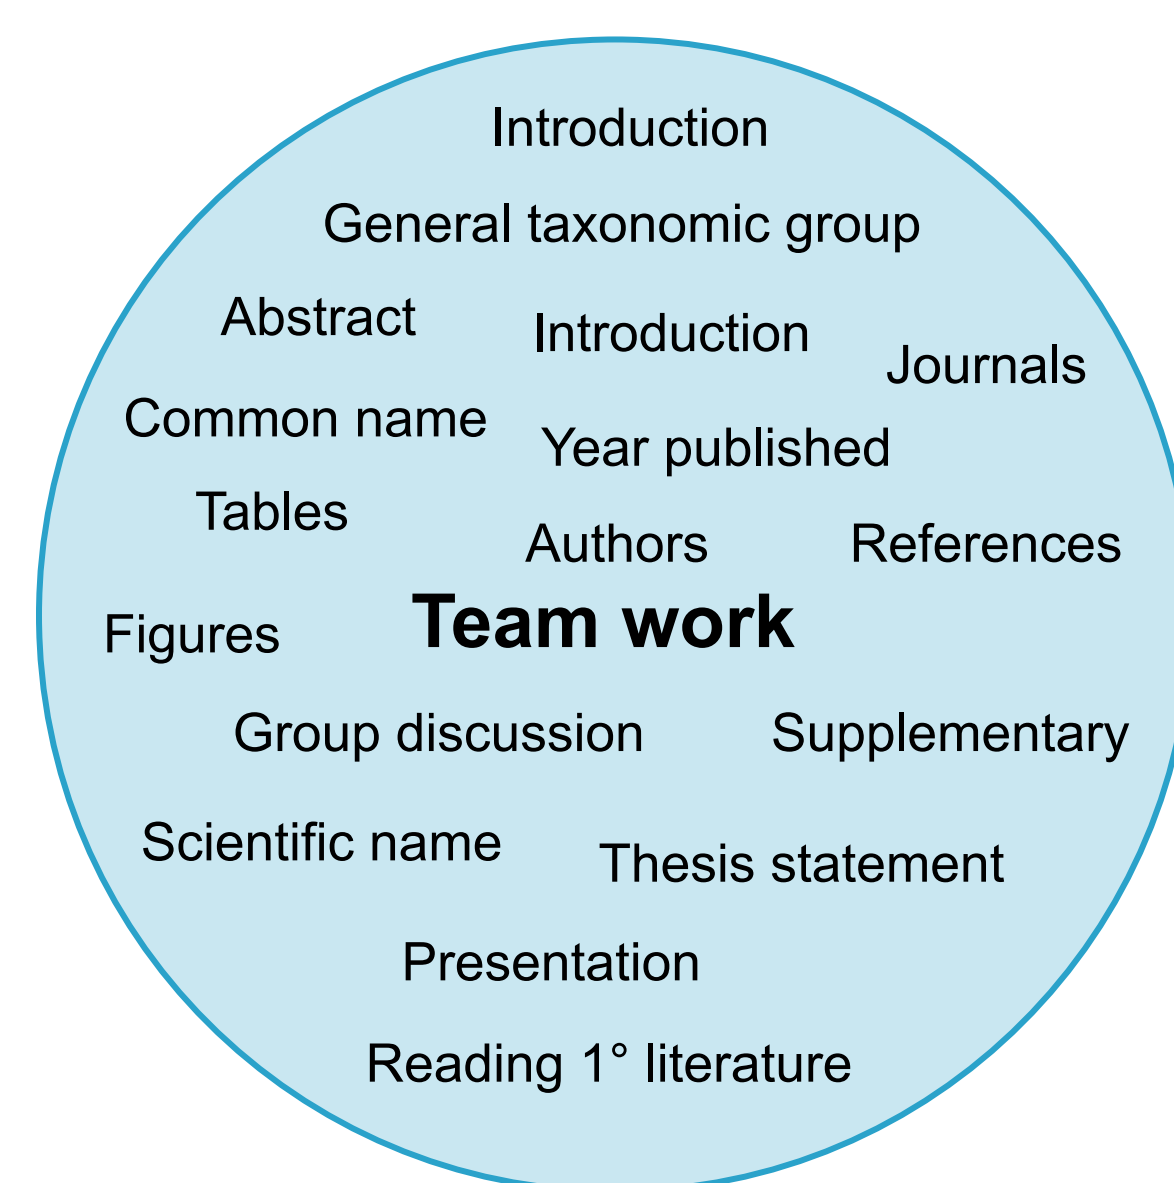 Introduction
General taxonomic group
Abstract
Introduction
Journals
Common name
Year published
Tables
Authors
References
Team work
Figures
Group discussion
Supplementary
Scientific name
Thesis statement
Presentation
Reading 1° literature